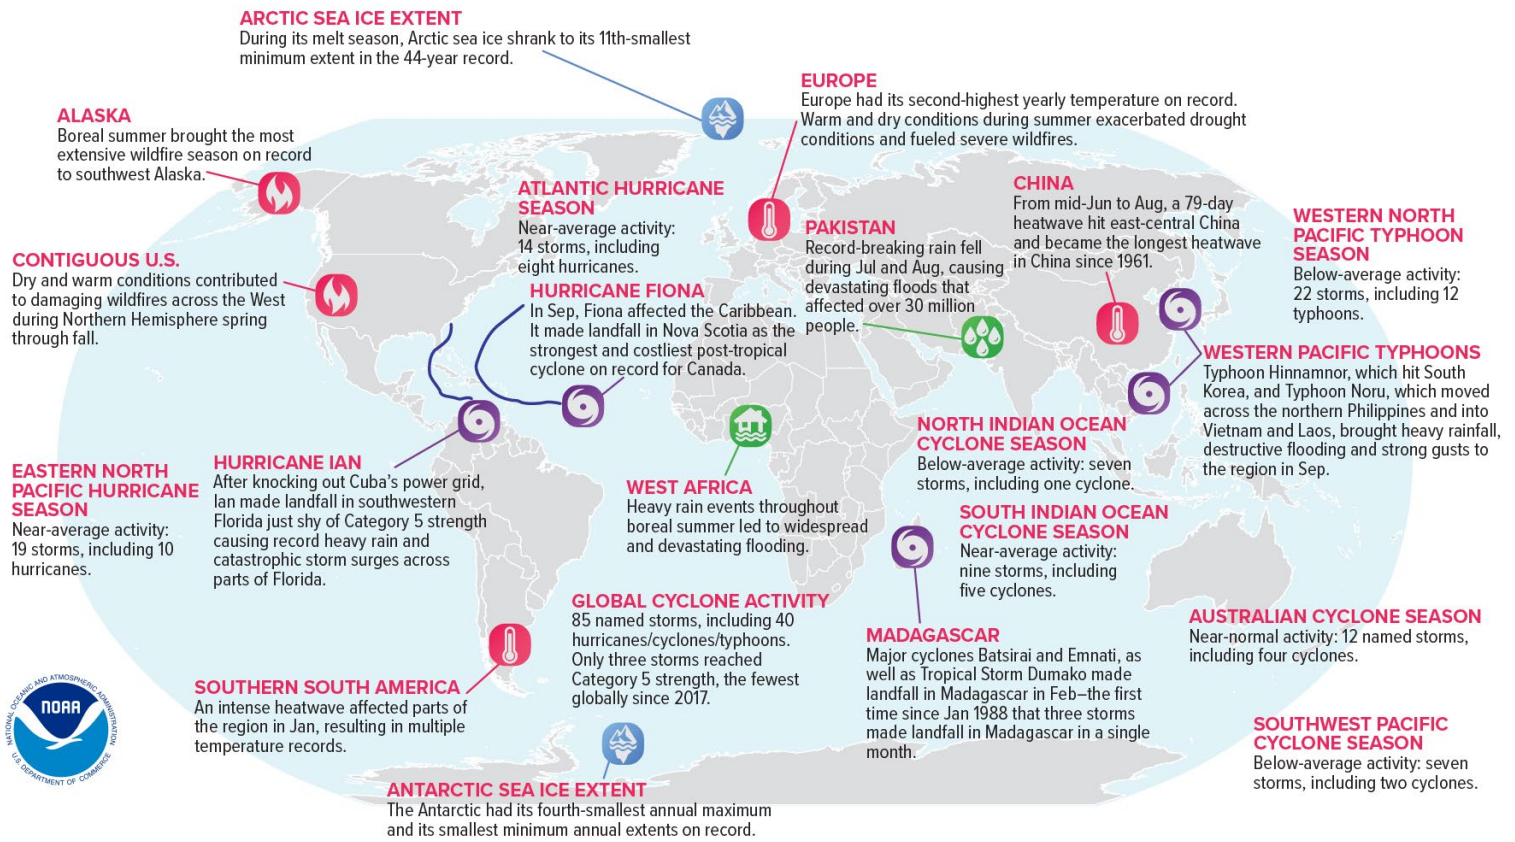 ARCTIC SEA ICE EXTENT
During its melt season, Arctic sea ice shrank to its 11th-smallest
minimum extent in the 44-year record.
EUROPE
Europe had its second-highest yearly temperature on record.
Warm and dry conditions during summer exacerbated drought
conditions and fueled severe wildfires.
ALASKA
Boreal summer brought the most
extensive wildfire season on record
to southwest Alaska.
ATLANTIC HURRICANE
SEASON
Near-average activity:
14 storms, including
eight hurricanes.
CHINA
From mid-Jun to Aug, a 79-day
heatwave hit east-central China
and became the longest heatwave
in China since 1961.
PAKISTAN
Record-breaking rain fell
during Jul and Aug, causing
devastating floods that
affected over 30 million
people.
WESTERN NORTH
PACIFIC TYPHOON
SEASON
Below-average activity:
22 storms, including 12
typhoons.
CONTIGUOUS U.S.
Dry and warm conditions contributed
to damaging wildfires across the West
during Northern Hemisphere spring
through fall.
HURRICANE FIONA
In Sep, Fiona affected the Caribbean.
It made landfall in Nova Scotia as the
strongest and costliest post-tropical
cyclone on record for Canada.
WESTERN PACIFIC TYPHOONS
Typhoon Hinnamnor, which hit South
Korea, and Typhoon Noru, which moved
across the northern Philippines and into
Vietnam and Laos, brought heavy rainfall,
destructive flooding and strong gusts to
the region in Sep.
NORTH INDIAN OCEAN
CYCLONE SEASON
Below-average activity: seven
storms, including one cyclone.
EASTERN NORTH
PACIFIC HURRICANE
SEASON
Near-average activity:
19 storms, including 10
hurricanes.
HURRICANE IAN
After knocking out Cuba's power grid,
Ian made landfall in southwestern
Florida just shy of Category 5 strength
causing record heavy rain and
catastrophic storm surges across
parts of Florida.
WEST AFRICA
Heavy rain events throughout
boreal summer led to widespread
and devastating flooding.
SOUTH INDIAN OCEAN
CYCLONE SEASON
Near-average activity:
nine storms, including
five cyclones.
GLOBAL CYCLONE ACTIVITY
85 named storms, including 40
hurricanes/cyclones/typhoons.
Only three storms reached
Category 5 strength, the fewest
globally since 2017.
MADAGASCAR
Major cyclones Batsirai and Emnati, as
well as Tropical Storm Dumako made
landfall in Madagascar in Feb–the first
time since Jan 1988 that three storms
made landfall in Madagascar in a single
month.
AUSTRALIAN CYCLONE SEASON
Near-normal activity: 12 named storms,
including four cyclones.
SOUTHERN SOUTH AMERICA
An intense heatwave affected parts of
the region in Jan, resulting in multiple
temperature records.
SOUTHWEST PACIFIC
CYCLONE SEASON
Below-average activity: seven
storms, including two cyclones.
ANTARCTIC SEA ICE EXTENT
The Antarctic had its fourth-smallest annual maximum
and its smallest minimum annual extents on record.
NATIONAL OCEANIC AND ATMOSPHERIC ADMINISTRATION
NOAA
U.S. DEPARTMENT OF COMMERCE